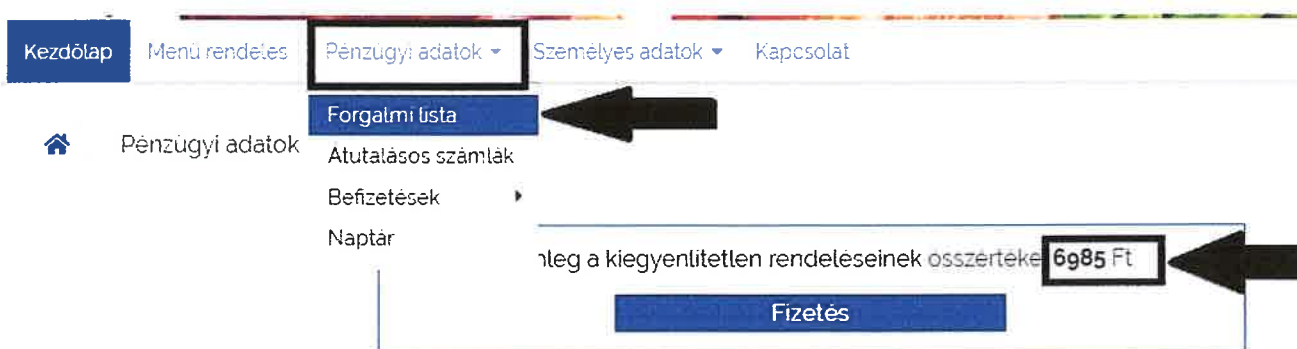 Kezdőlap Menü rendelés Pénzügyi adatok Személyes adatok Kapcsolat
Forgalmi lista
Pénzügyi adatok
Átutalásos számlák
Befizetések
Naptár
nleg a kiegyenlítetlen rendeléseinek összértéke 6985 Ft
Fizetés